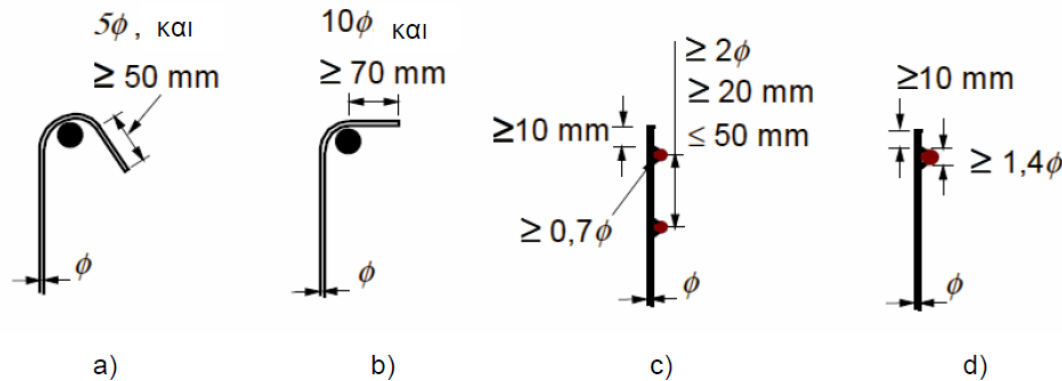 5ϕ, και
≥ 50 mm
ϕ
a)
10ϕ και
≥ 70 mm
ϕ
b)
≥10 mm
≥ 2ϕ
≥ 20 mm
≤ 50 mm
≥ 0,7ϕ
ϕ
c)
≥10 mm
≥ 1,4ϕ
ϕ
d)